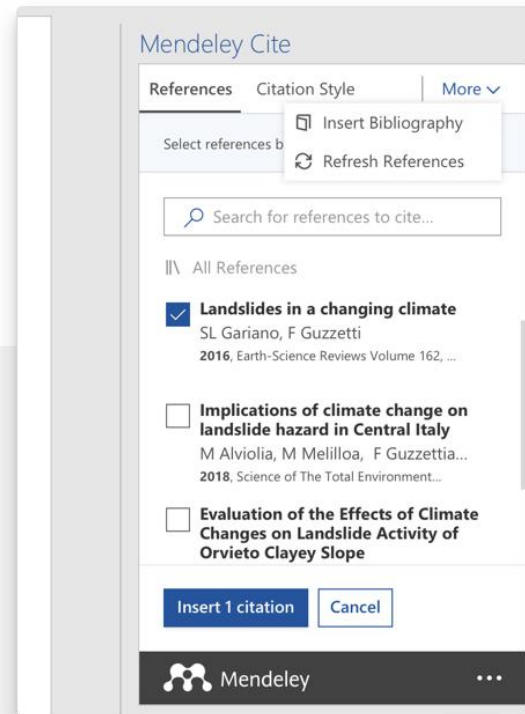 Mendeley Cite
References Citation Style More
Insert Bibliography
Select references b
Refresh References
Search for references to cite...
All References
Landslides in a changing climate
SL Gariano, F Guzzetti
2016, Earth-Science Reviews Volume 162, ...
Implications of climate change on
landslide hazard in Central Italy
M Alviolia, M Melilloa, F Guzzettia...
2018, Science of The Total Environment...
Evaluation of the Effects of Climate
Changes on Landslide Activity of
Orvieto Clayey Slope
Insert 1 citation Cancel
Mendeley